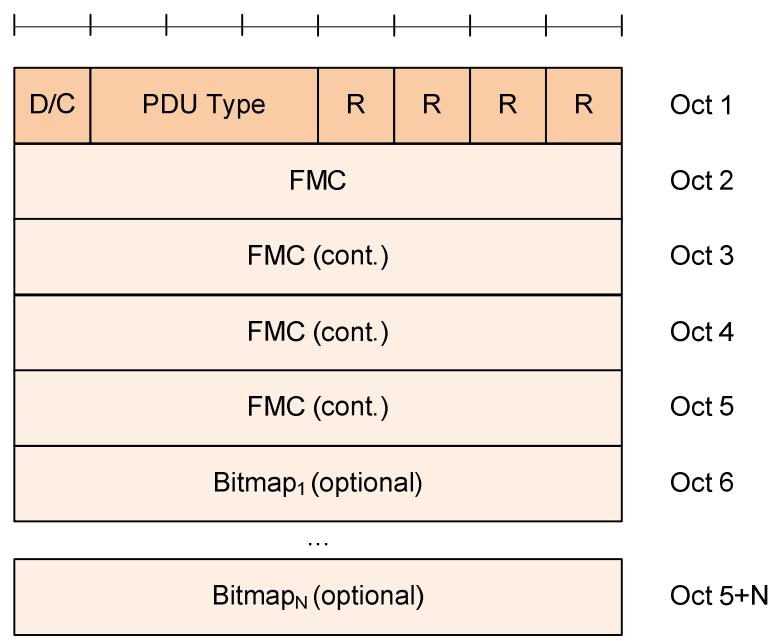 D/C PDU Type R R R R Oct 1
FMC Oct 2
FMC (cont.) Oct 3
FMC (cont.) Oct 4
FMC (cont.) Oct 5
Bitmap₁ (optional) Oct 6
...
Bitmap_N (optional) Oct 5+N